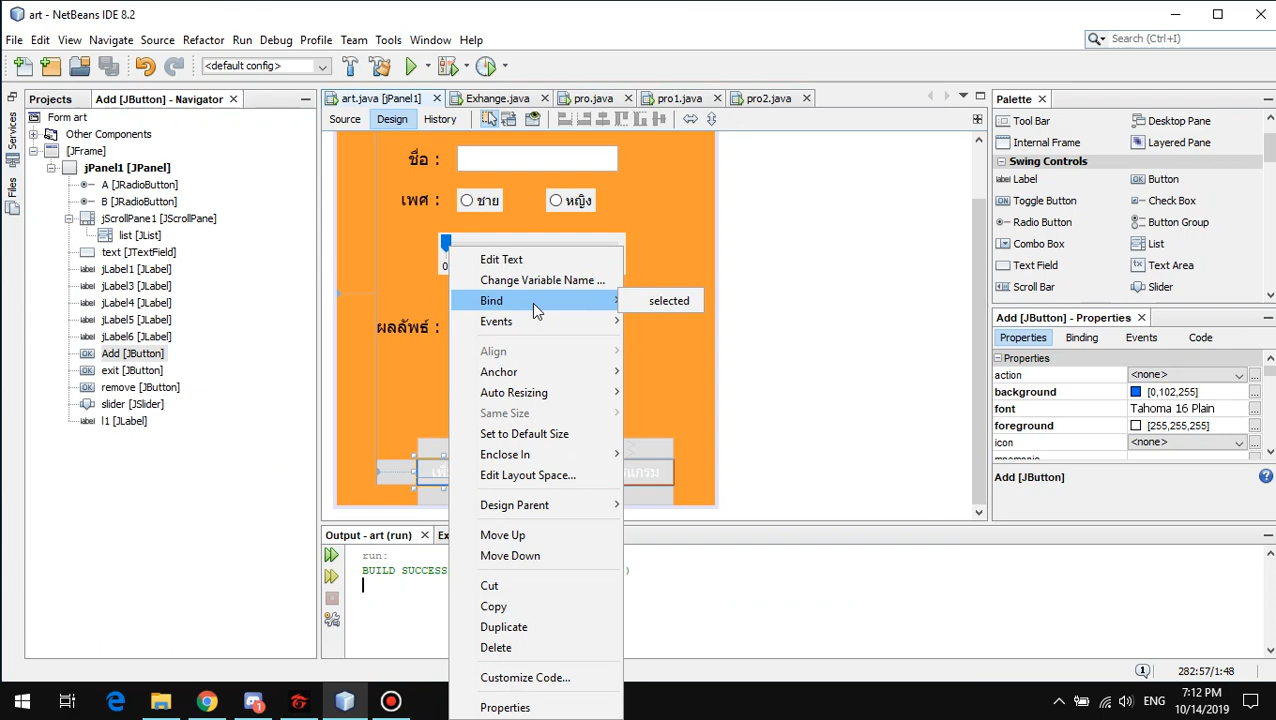 art - NetBeans IDE 8.2
File Edit View Navigate Source Refactor Run Debug Profile Team Tools Window Help
Search (Ctrl+I)
<default config>
Projects Add [JButton] - Navigator
art.java [jPanel1] Exhange.java pro.java pro1.java pro2.java
Palette
Source Design History
Services
Files
Form art
Other Components
[JFrame]
jPanel1 [JPanel]
A [JRadioButton]
B [JRadioButton]
jScrollPane1 [JScrollPane]
list [JList]
text [JTextField]
jLabel1 [JLabel]
jLabel3 [JLabel]
jLabel4 [JLabel]
jLabel5 [JLabel]
jLabel6 [JLabel]
Add [JButton]
exit [JButton]
remove [JButton]
slider [JSlider]
l1 [JLabel]
ชื่อ :
เพศ : ชาย หญิง
0
ผลลัพธ์ :
Edit Text
Change Variable Name ...
Bind
selected
Events
Align
Anchor
Auto Resizing
Same Size
Set to Default Size
Enclose In
Edit Layout Space...
Design Parent
Move Up
Move Down
Cut
Copy
Duplicate
Delete
Customize Code...
Properties
Tool Bar Desktop Pane
Internal Frame Layered Pane
Swing Controls
Label Button
Toggle Button Check Box
Radio Button Button Group
Combo Box List
Text Field Text Area
Scroll Bar Slider
Add [JButton] - Properties
Properties Binding Events Code
Properties
action <none> ...
background [0,102,255] ...
font Tahoma 16 Plain ...
foreground [255,255,255] ...
icon <none> ...
Add [JButton]
Output - art (run)
run:
BUILD SUCCESS
)
1
282:57/1:48
ENG
7:12 PM
10/14/2019